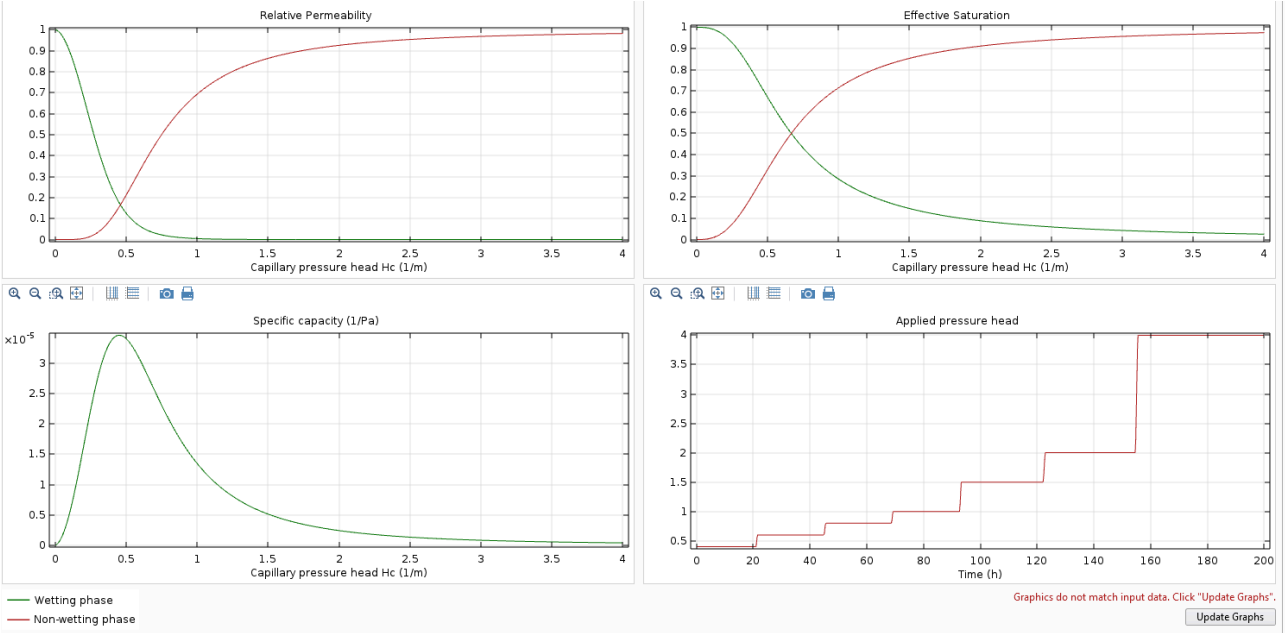 Relative Permeability
1
0.9
0.8
0.7
0.6
0.5
0.4
0.3
0.2
0.1
0
0 0.5 1 1.5 2 2.5 3 3.5 4
Capillary pressure head Hc (1/m)
Effective Saturation
1
0.9
0.8
0.7
0.6
0.5
0.4
0.3
0.2
0.1
0
0 0.5 1 1.5 2 2.5 3 3.5 4
Capillary pressure head Hc (1/m)
Specific capacity (1/Pa)
×10⁻⁵
3
2.5
2
1.5
1
0.5
0
0 0.5 1 1.5 2 2.5 3 3.5 4
Capillary pressure head Hc (1/m)
Applied pressure head
4
3.5
3
2.5
2
1.5
1
0.5
0 20 40 60 80 100 120 140 160 180 200
Time (h)
Wetting phase
Non-wetting phase
Graphics do not match input data. Click "Update Graphs".
Update Graphs